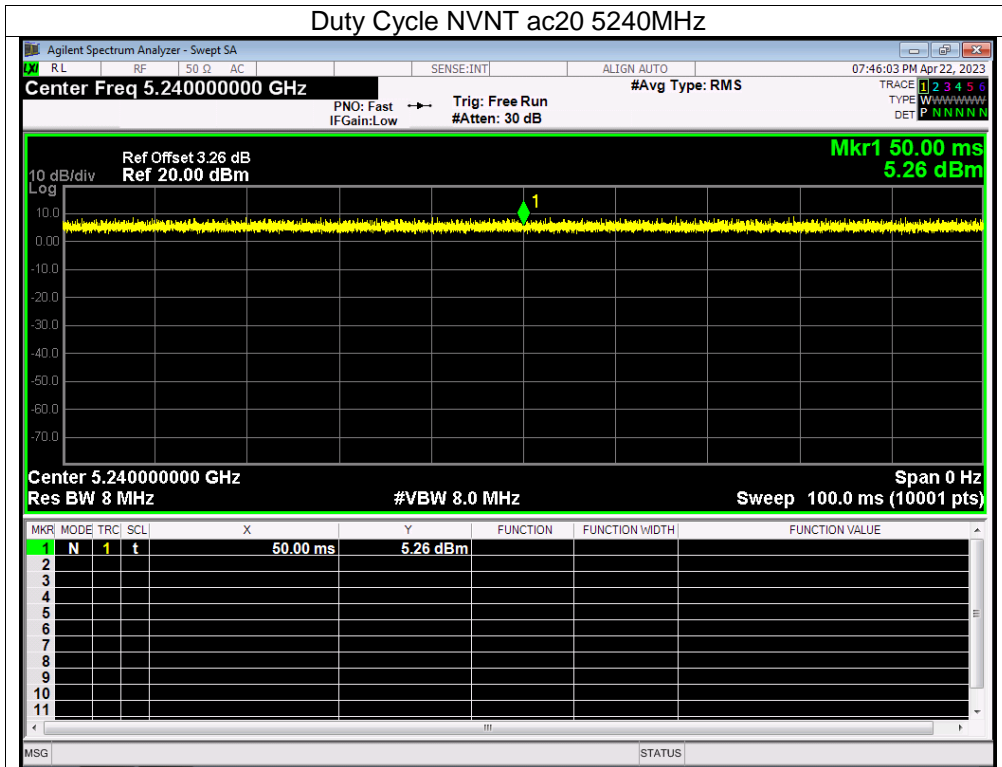 Duty Cycle NVNT ac20 5240MHz
Agilent Spectrum Analyzer - Swept SA
LXI RL RF 50 Ω AC SENSE:INT ALIGN AUTO 07:46:03 PM Apr 22, 2023
Center Freq 5.240000000 GHz #Avg Type: RMS TRACE 1 2 3 4 5 6
PNO: Fast Trig: Free Run TYPE WWWWWWW
IFGain:Low #Atten: 30 dB DET P N N N N N
Mkr1 50.00 ms
5.26 dBm
Ref Offset 3.26 dB
10 dB/div Ref 20.00 dBm
Log
1
10.0
0.00
-10.0
-20.0
-30.0
-40.0
-50.0
-60.0
-70.0
Center 5.240000000 GHz Span 0 Hz
Res BW 8 MHz #VBW 8.0 MHz Sweep 100.0 ms (10001 pts)
MKR MODE TRC SCL X Y FUNCTION FUNCTION WIDTH FUNCTION VALUE
1 N 1 t 50.00 ms 5.26 dBm
2
3
4
5
6
7
8
9
10
11
MSG STATUS